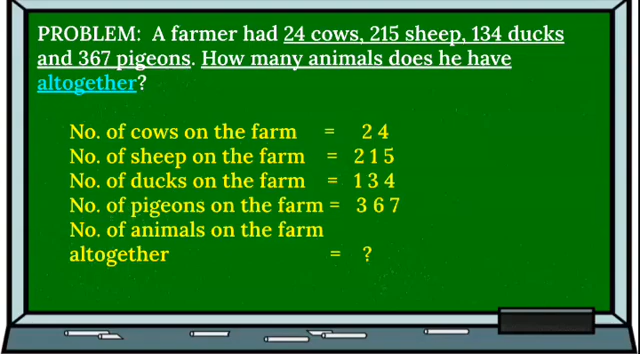 PROBLEM: A farmer had 24 cows, 215 sheep, 134 ducks
and 367 pigeons. How many animals does he have
altogether?
No. of cows on the farm = 2 4
No. of sheep on the farm = 2 1 5
No. of ducks on the farm = 1 3 4
No. of pigeons on the farm = 3 6 7
No. of animals on the farm
altogether = ?